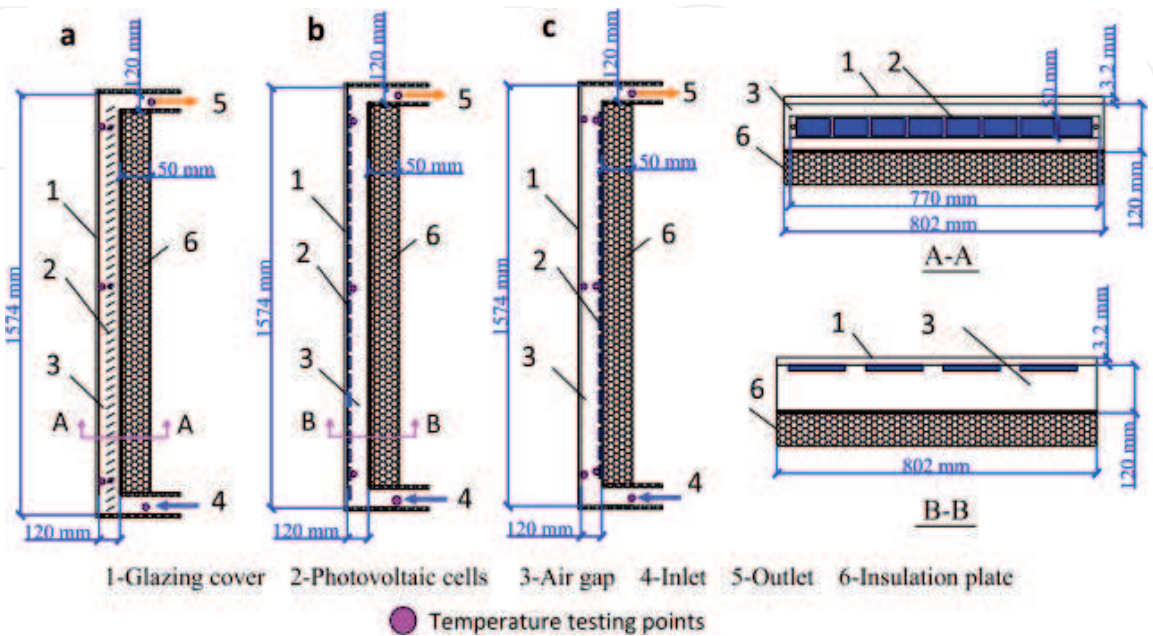 a
120 mm
5
50 mm
1
6
2
1574 mm
3
A A
4
120 mm
b
120 mm
5
50 mm
1
6
2
1574 mm
3
B B
4
120 mm
c
120 mm
5
50 mm
1
6
2
1574 mm
3
4
120 mm
1 2
3
3.2 mm
50 mm
6
120 mm
770 mm
802 mm
A-A
1 3
3.2 mm
6
120 mm
802 mm
B-B
1-Glazing cover 2-Photovoltaic cells 3-Air gap 4-Inlet 5-Outlet 6-Insulation plate
Temperature testing points